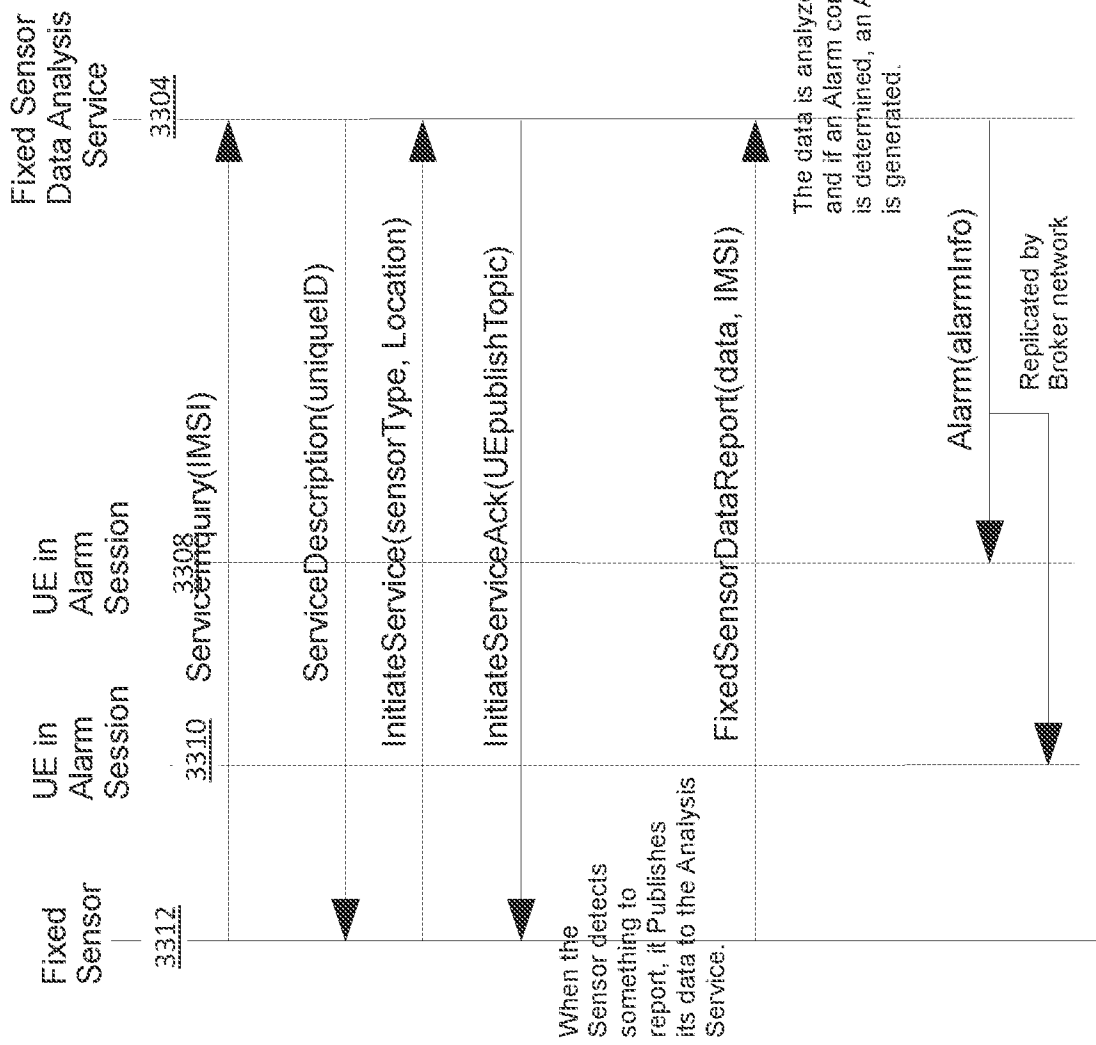 Fixed
Sensor
3312
UE in
Alarm
Session
3310
UE in
Alarm
Session
3308
Fixed Sensor
Data Analysis
Service
3304
ServiceInquiry(IMSI)
ServiceDescription(uniqueID)
InitiateService(sensorType, Location)
InitiateServiceAck(UEpublishTopic)
When the
Sensor detects
something to
report, it Publishes
its data to the Analysis
Service.
FixedSensorDataReport(data, IMSI)
The data is analyze
and if an Alarm co
is determined, an A
is generated.
Alarm(alarmInfo)
Replicated by
Broker network